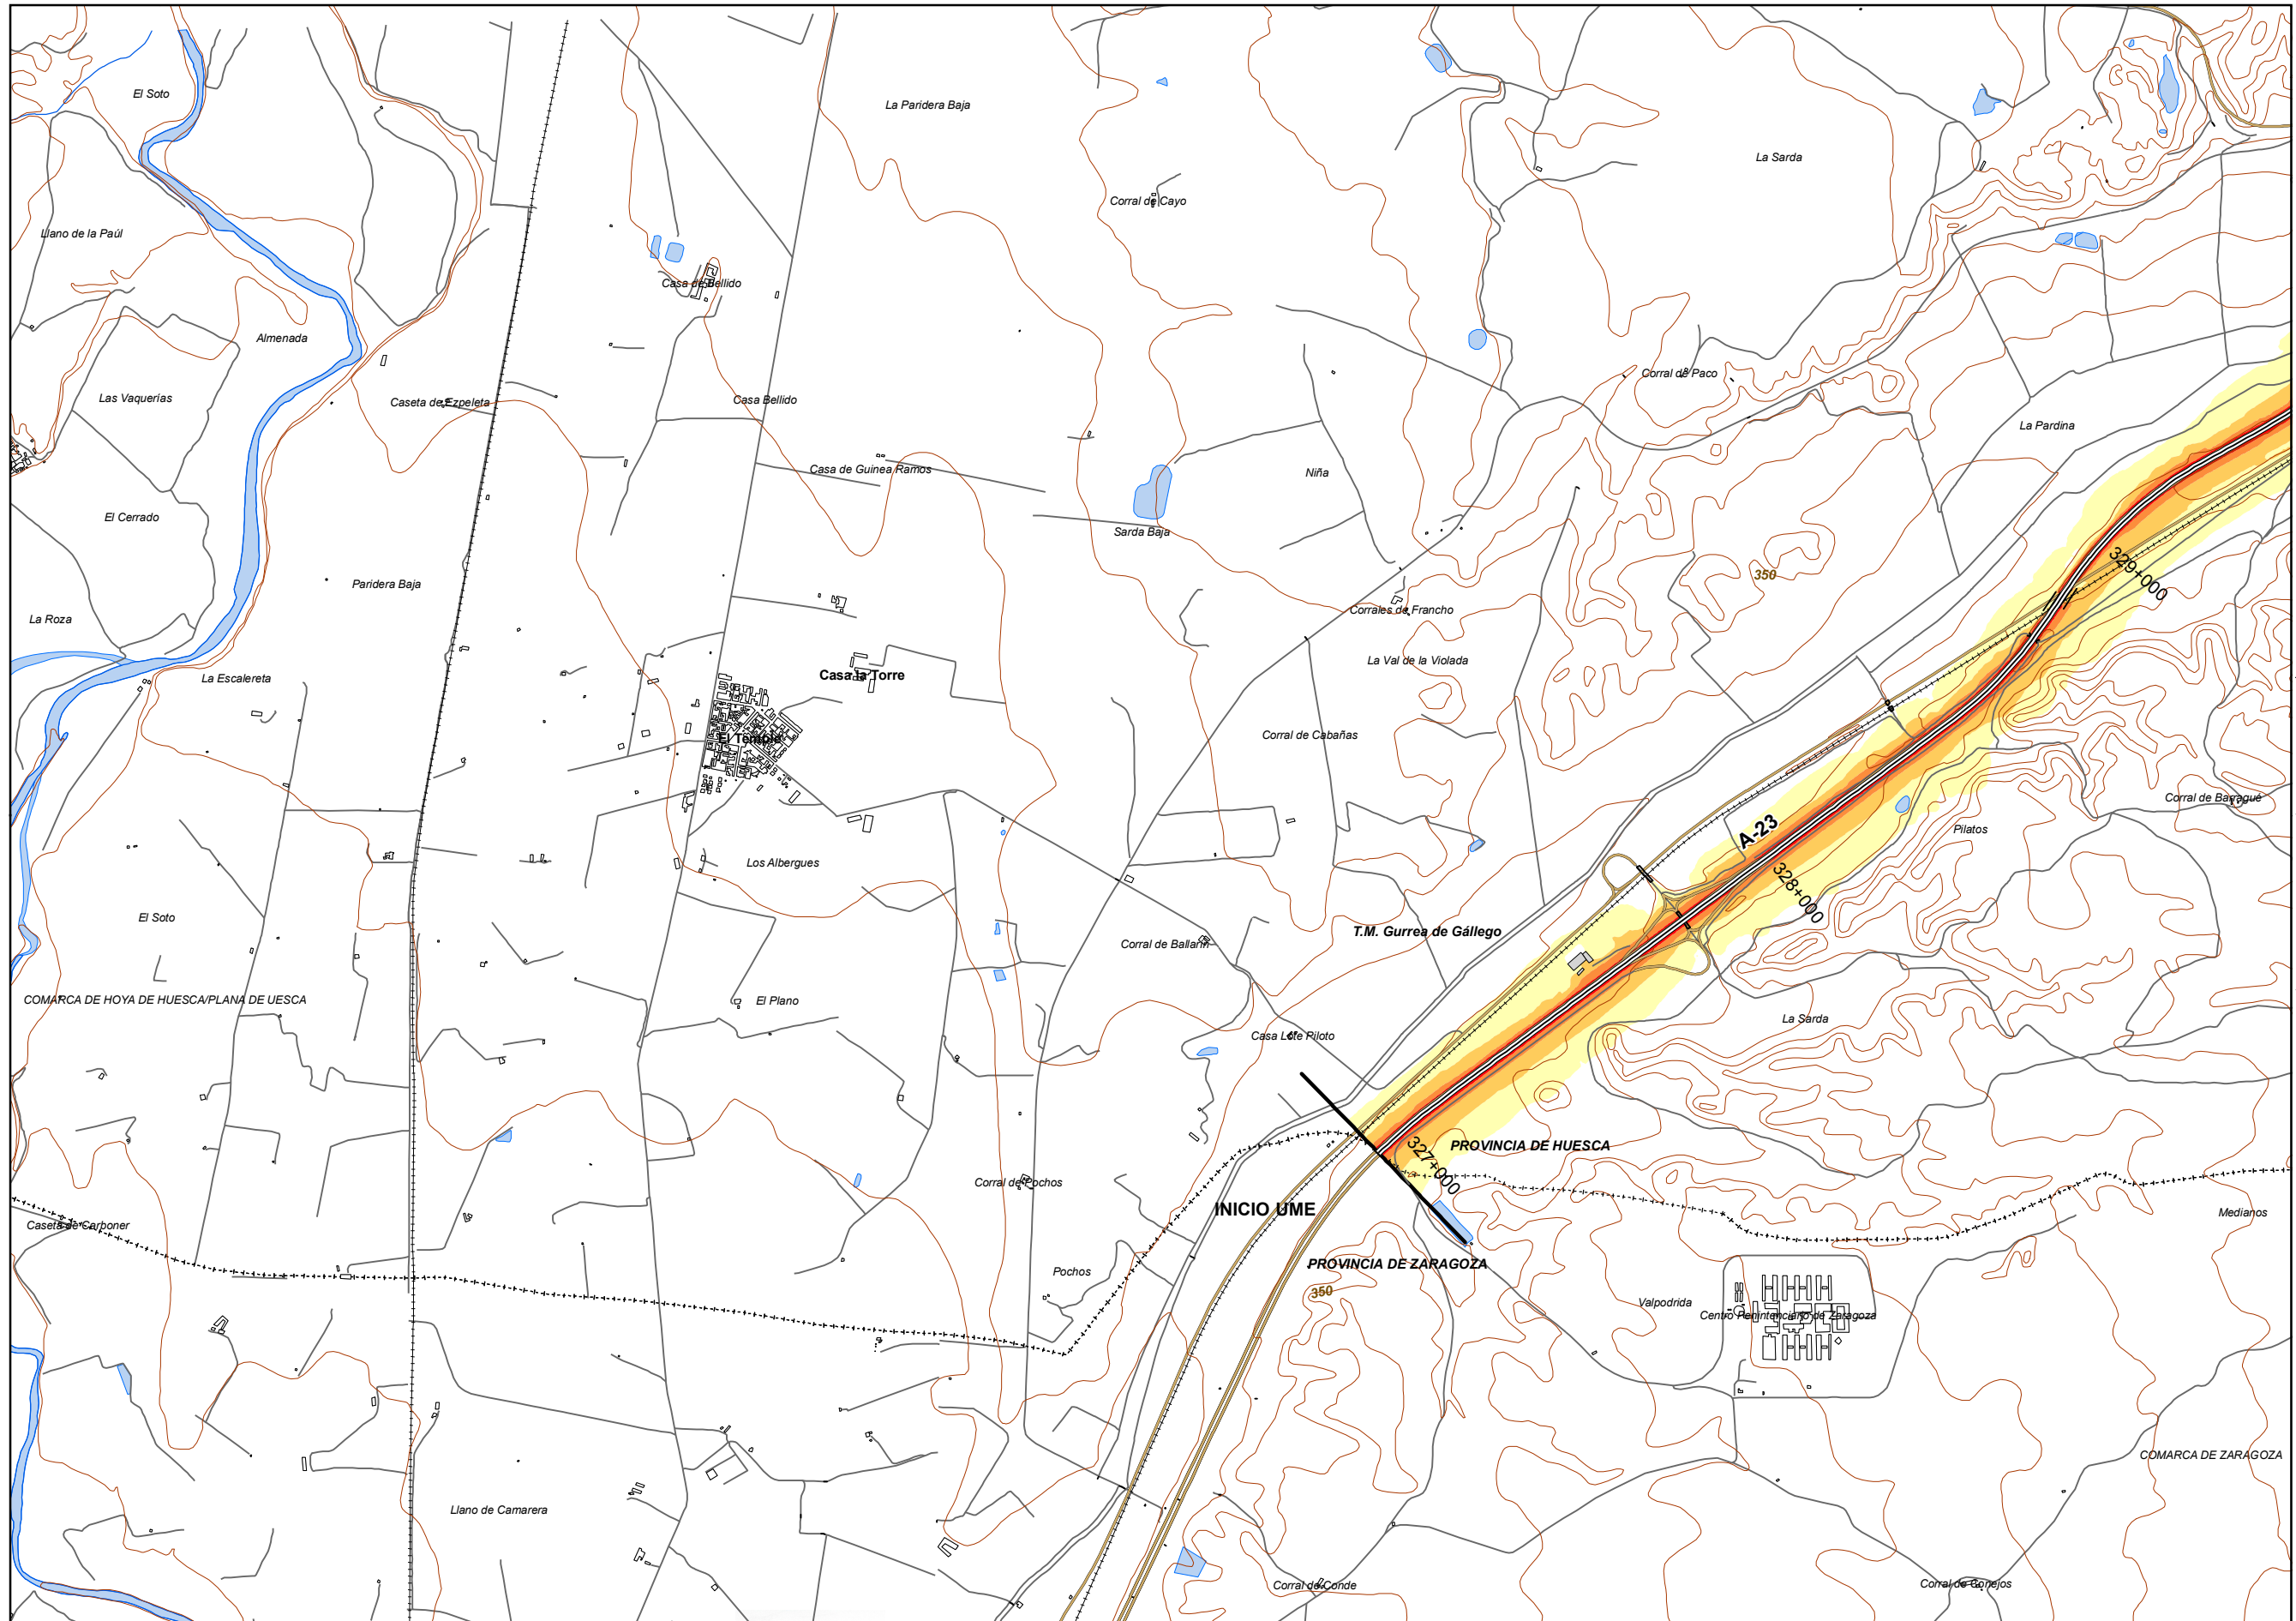 El Soto
La Paridera Baja
La Sarda
Corral de Cayo
Llano de la Paúl
Casa de Bellido
Almenada
Corral de Paco
Las Vaquerías
Caseta de Ezpeleta
Casa Bellido
La Pardina
Casa de Guinea Ramos
Niña
El Cerrado
Sarda Baja
329+000
350
Paridera Baja
Corrales de Francho
La Roza
La Val de la Violada
Casa la Torre
La Escalereta
El Temple
Corral de Cabañas
Corral de Barragué
A-23
Pilatos
Los Albergues
328+000
El Soto
T.M. Gurrea de Gállego
Corral de Ballarín
COMARCA DE HOYA DE HUESCA/PLANA DE UESCA
El Plano
La Sarda
Casa Lote Piloto
327+000
PROVINCIA DE HUESCA
Corral de Pochos
INICIO UME
Medianos
Caseta de Carboner
PROVINCIA DE ZARAGOZA
Pochos
350
Valpodrida
Centro Penintenciario de Zaragoza
COMARCA DE ZARAGOZA
Llano de Camarera
Corral de Conde
Corral de Conejos